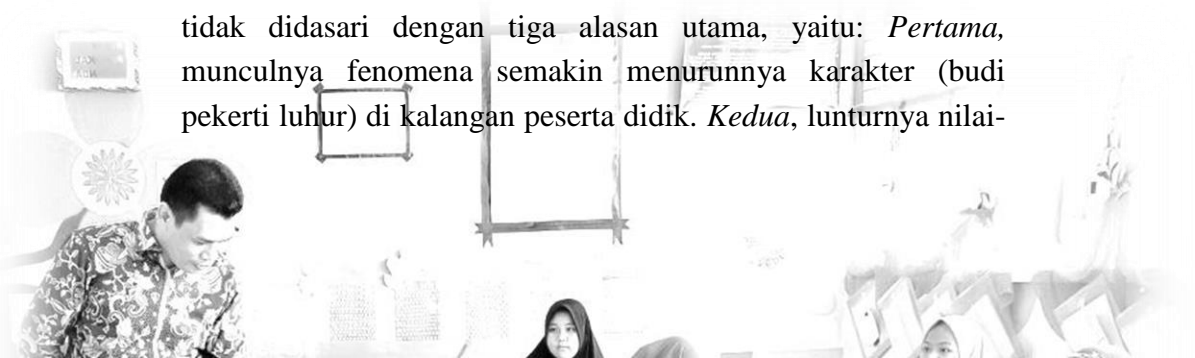 tidak didasari dengan tiga alasan utama, yaitu: Pertama,
munculnya fenomena semakin menurunnya karakter (budi
pekerti luhur) di kalangan peserta didik. Kedua, lunturnya nilai-